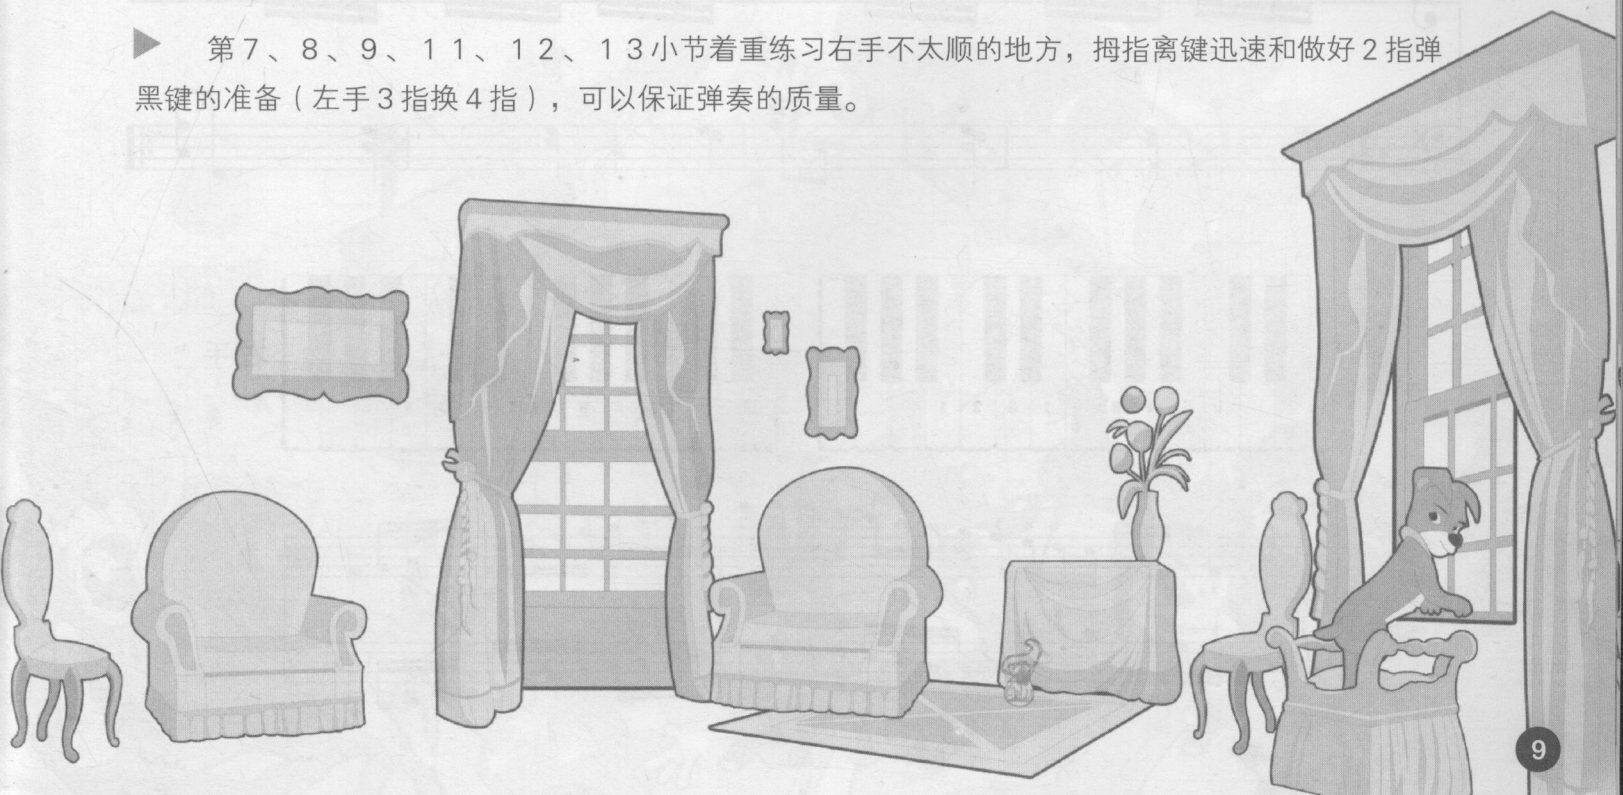 第7、8、9、11、12、13小节着重练习右手不太顺的地方，拇指离键迅速和做好2指弹
黑键的准备（左手3指换4指），可以保证弹奏的质量。
9